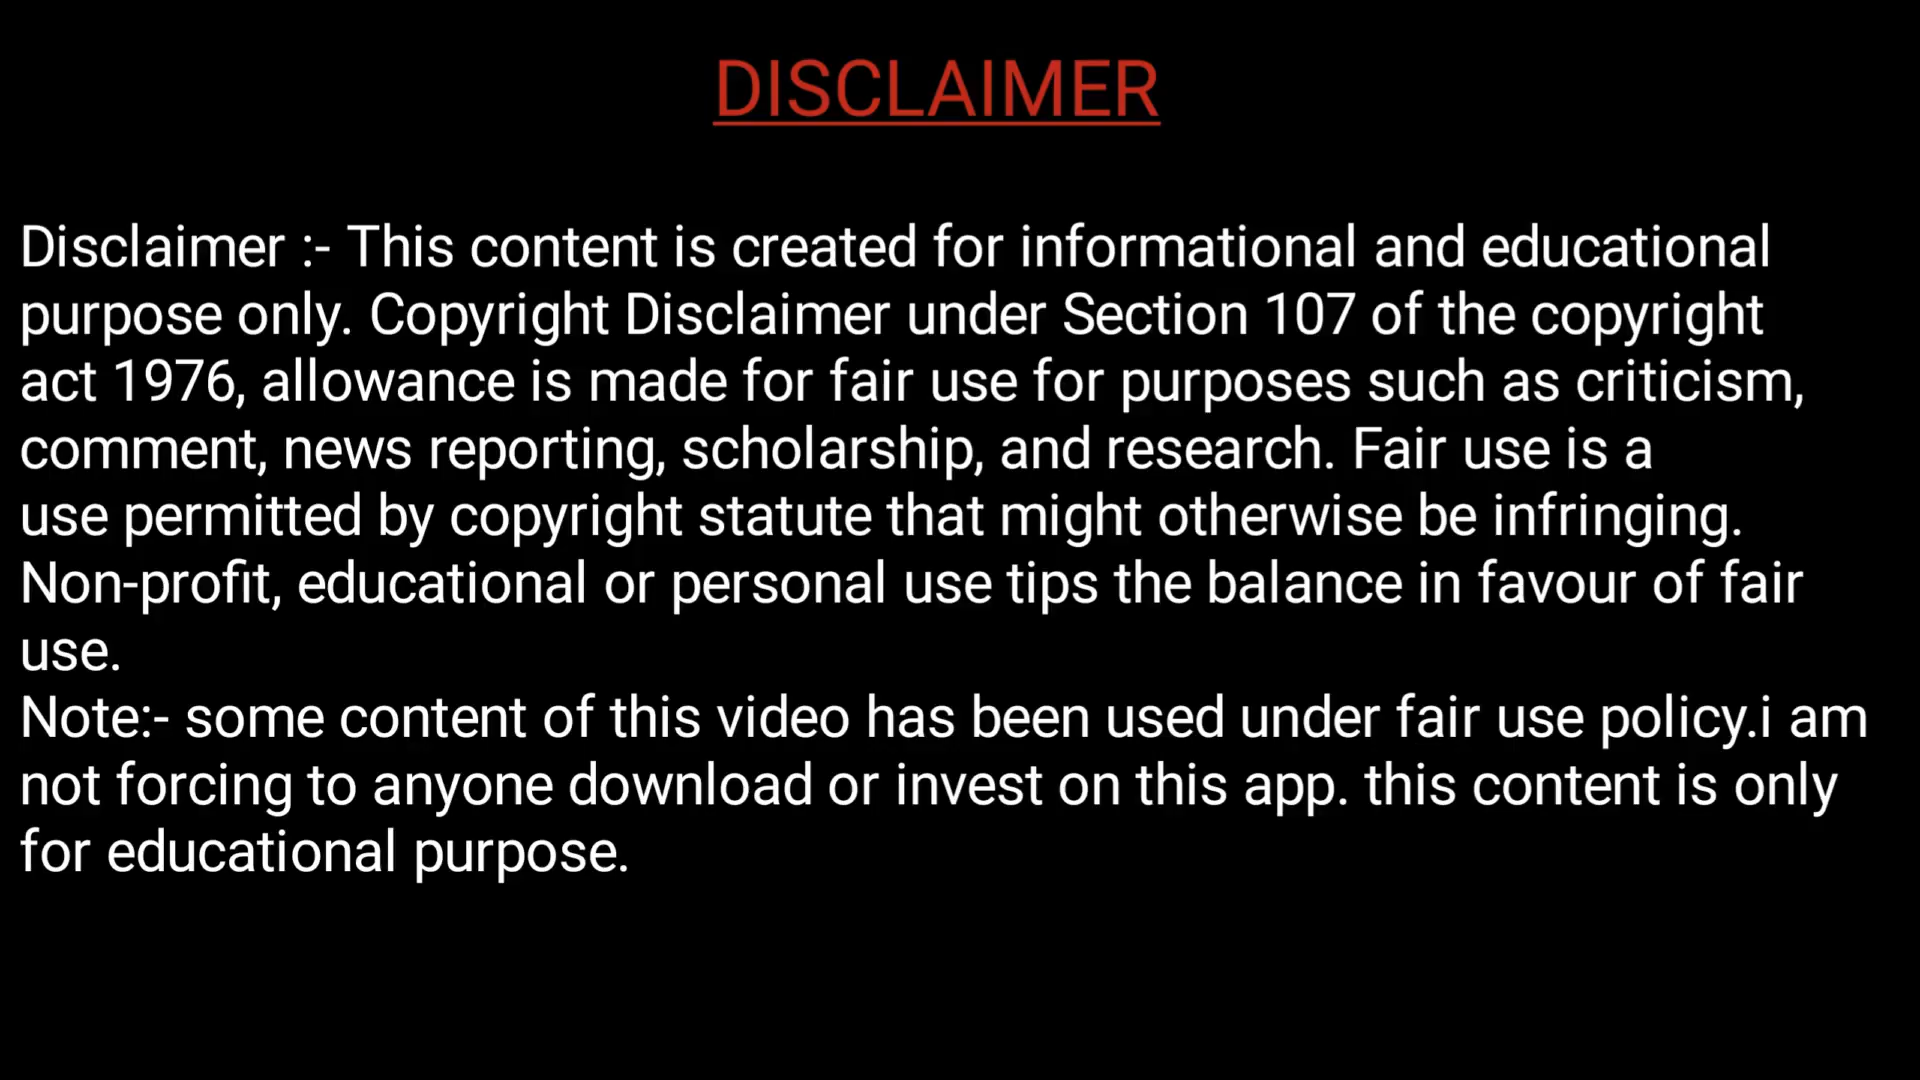 DISCLAIMER
Disclaimer :- This content is created for informational and educational
purpose only. Copyright Disclaimer under Section 107 of the copyright
act 1976, allowance is made for fair use for purposes such as criticism,
comment, news reporting, scholarship, and research. Fair use is a
use permitted by copyright statute that might otherwise be infringing.
Non-profit, educational or personal use tips the balance in favour of fair
use.
Note:- some content of this video has been used under fair use policy.i am
not forcing to anyone download or invest on this app. this content is only
for educational purpose.